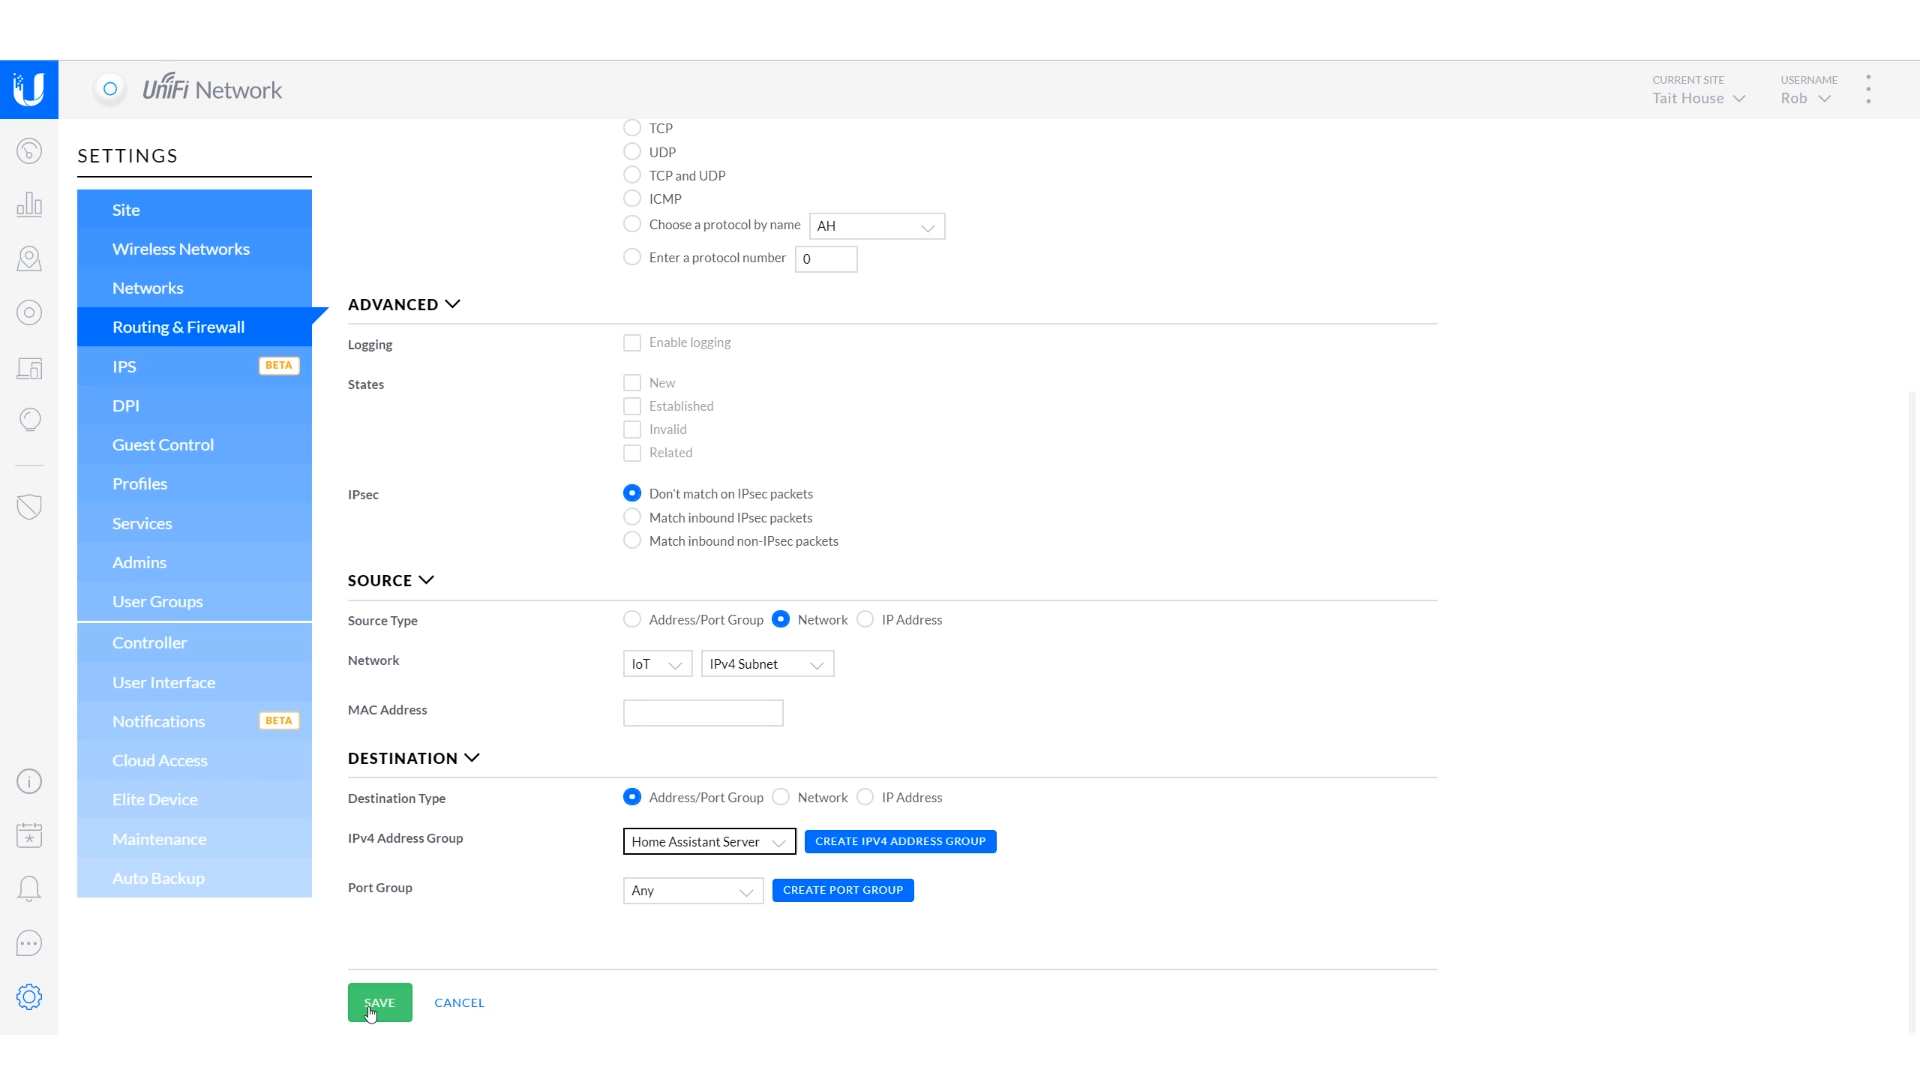 UniFi Network
CURRENT SITE
Tait House
USERNAME
Rob
SETTINGS
Site
Wireless Networks
Networks
Routing & Firewall
IPS BETA
DPI
Guest Control
Profiles
Services
Admins
User Groups
Controller
User Interface
Notifications BETA
Cloud Access
Elite Device
Maintenance
Auto Backup
TCP
UDP
TCP and UDP
ICMP
Choose a protocol by name AH
Enter a protocol number 0
ADVANCED
Logging Enable logging
States New
Established
Invalid
Related
IPsec Don't match on IPsec packets
Match inbound IPsec packets
Match inbound non-IPsec packets
SOURCE
Source Type Address/Port Group Network IP Address
Network IoT IPv4 Subnet
MAC Address
DESTINATION
Destination Type Address/Port Group Network IP Address
IPv4 Address Group Home Assistant Server CREATE IPV4 ADDRESS GROUP
Port Group Any CREATE PORT GROUP
SAVE CANCEL